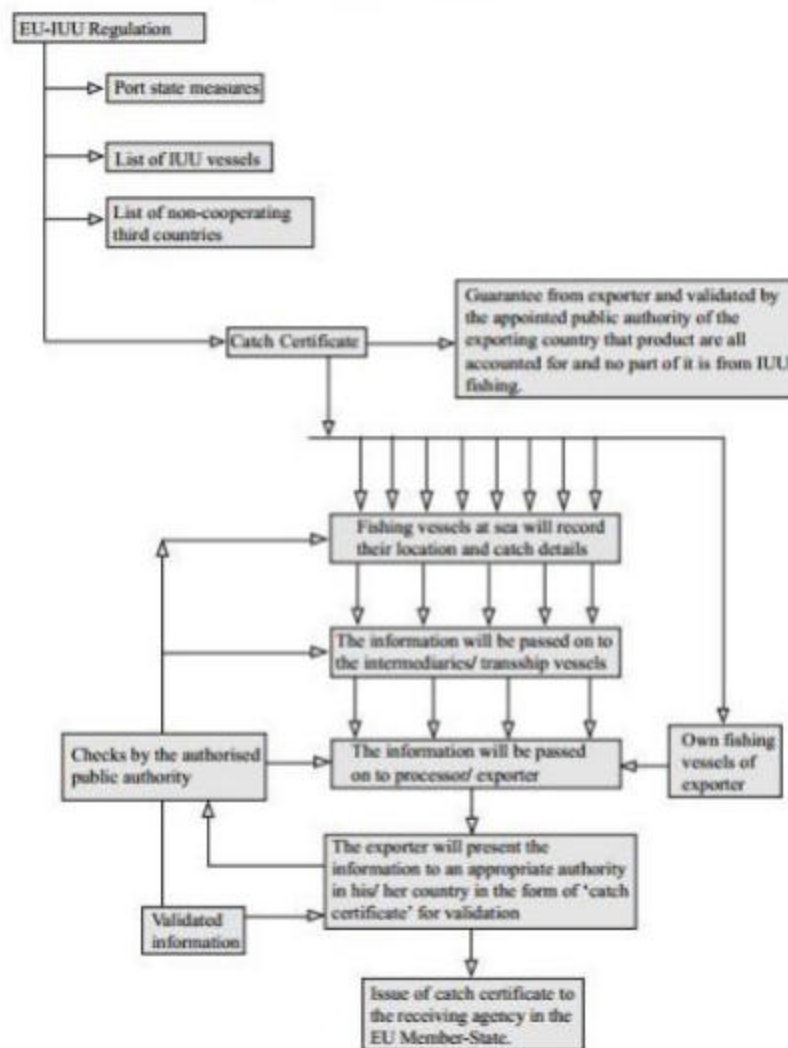 EU-IUU Regulation
Port state measures
List of IUU vessels
List of non-cooperating
third countries
Guarantee from exporter and validated by
the appointed public authority of the
exporting country that product are all
accounted for and no part of it is from IUU
fishing.
Catch Certificate
Fishing vessels at sea will record
their location and catch details
The information will be passed on to
the intermediaries/ transship vessels
Checks by the authorised
public authority
The information will be passed
on to processor/ exporter
Own fishing
vessels of
exporter
The exporter will present the
information to an appropriate authority
in his/ her country in the form of ‘catch
certificate’ for validation
Validated
information
Issue of catch certificate to
the receiving agency in the
EU Member-State.